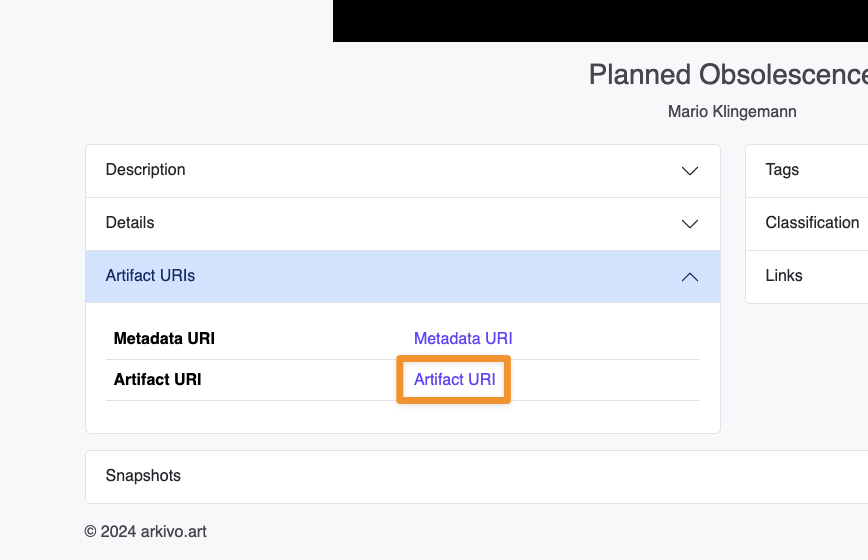 Planned Obsolescence
Mario Klingemann
Description
Details
Artifact URIs
Metadata URI Metadata URI
Artifact URI Artifact URI
Tags
Classification
Links
Snapshots
© 2024 arkivo.art